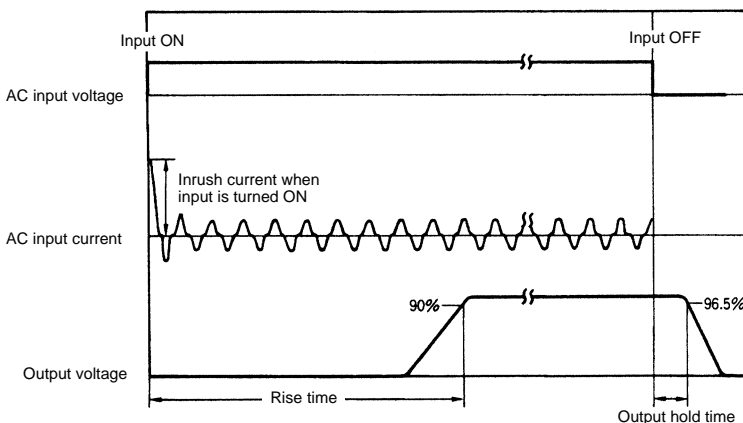 Input ON
Input OFF
AC input voltage
Inrush current when
input is turned ON
AC input current
90%
96.5%
Output voltage
Rise time
Output hold time